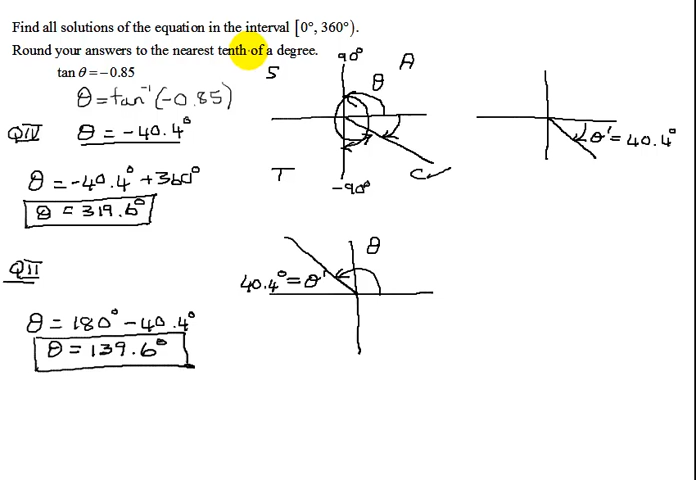 Find all solutions of the equation in the interval [0°, 360°).
Round your answers to the nearest tenth of a degree.
tan θ = −0.85
θ = tan⁻¹(−0.85)
QIV θ = −40.4°
θ = −40.4° + 360°
θ = 319.6°
QII
θ = 180° − 40.4°
θ = 139.6°
90°
S
A
θ
T
C✓
−90°
θ' = 40.4°
θ
40.4° = θ'